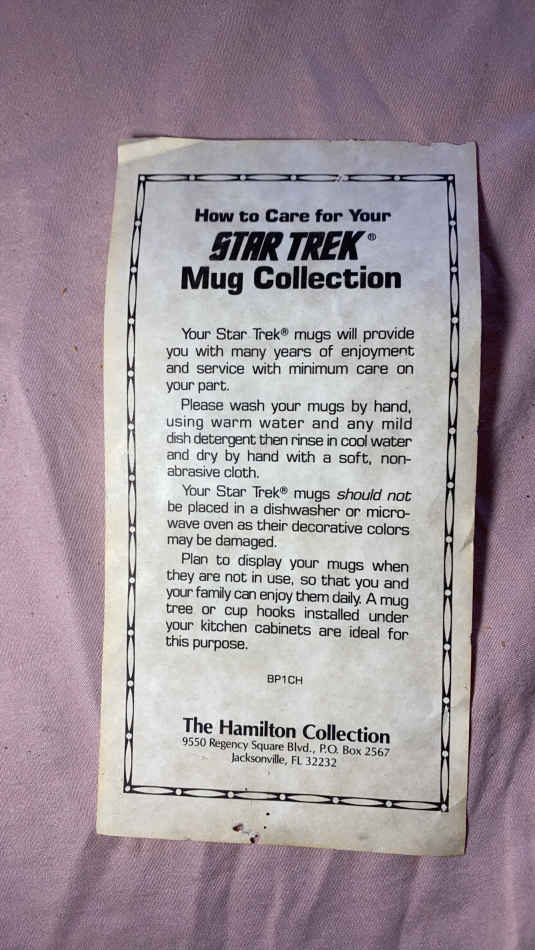 How to Care for Your
STAR TREK®
Mug Collection
Your Star Trek® mugs will provide
you with many years of enjoyment
and service with minimum care on
your part.
Please wash your mugs by hand,
using warm water and any mild
dish detergent then rinse in cool water
and dry by hand with a soft, non-
abrasive cloth.
Your Star Trek® mugs should not
be placed in a dishwasher or micro-
wave oven as their decorative colors
may be damaged.
Plan to display your mugs when
they are not in use, so that you and
your family can enjoy them daily. A mug
tree or cup hooks installed under
your kitchen cabinets are ideal for
this purpose.
BP1CH
The Hamilton Collection
9550 Regency Square Blvd., P.O. Box 2567
Jacksonville, FL 32232